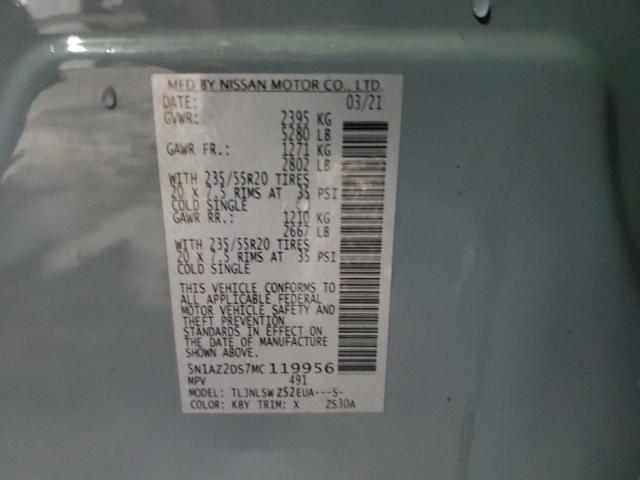 MFD BY NISSAN MOTOR CO., LTD.
DATE: 03/21
GVWR: 2395 KG
5280 LB
GAWR FR.: 1271 KG
2802 LB
WITH 235/55R20 TIRES
20 X 7.5 RIMS AT 35 PSI
COLD SINGLE
GAWR RR.: 1210 KG
2667 LB
WITH 235/55R20 TIRES
20 X 7.5 RIMS AT 35 PSI
COLD SINGLE
THIS VEHICLE CONFORMS TO
ALL APPLICABLE FEDERAL
MOTOR VEHICLE SAFETY AND
THEFT PREVENTION
STANDARDS IN EFFECT ON
THE DATE OF MANUFACTURE
SHOWN ABOVE.
5N1AZ2DS7MC 119956
MPV 491
MODEL: TLJNLSW Z52EUA---S-
COLOR: KBY TRIM: X ZS30A